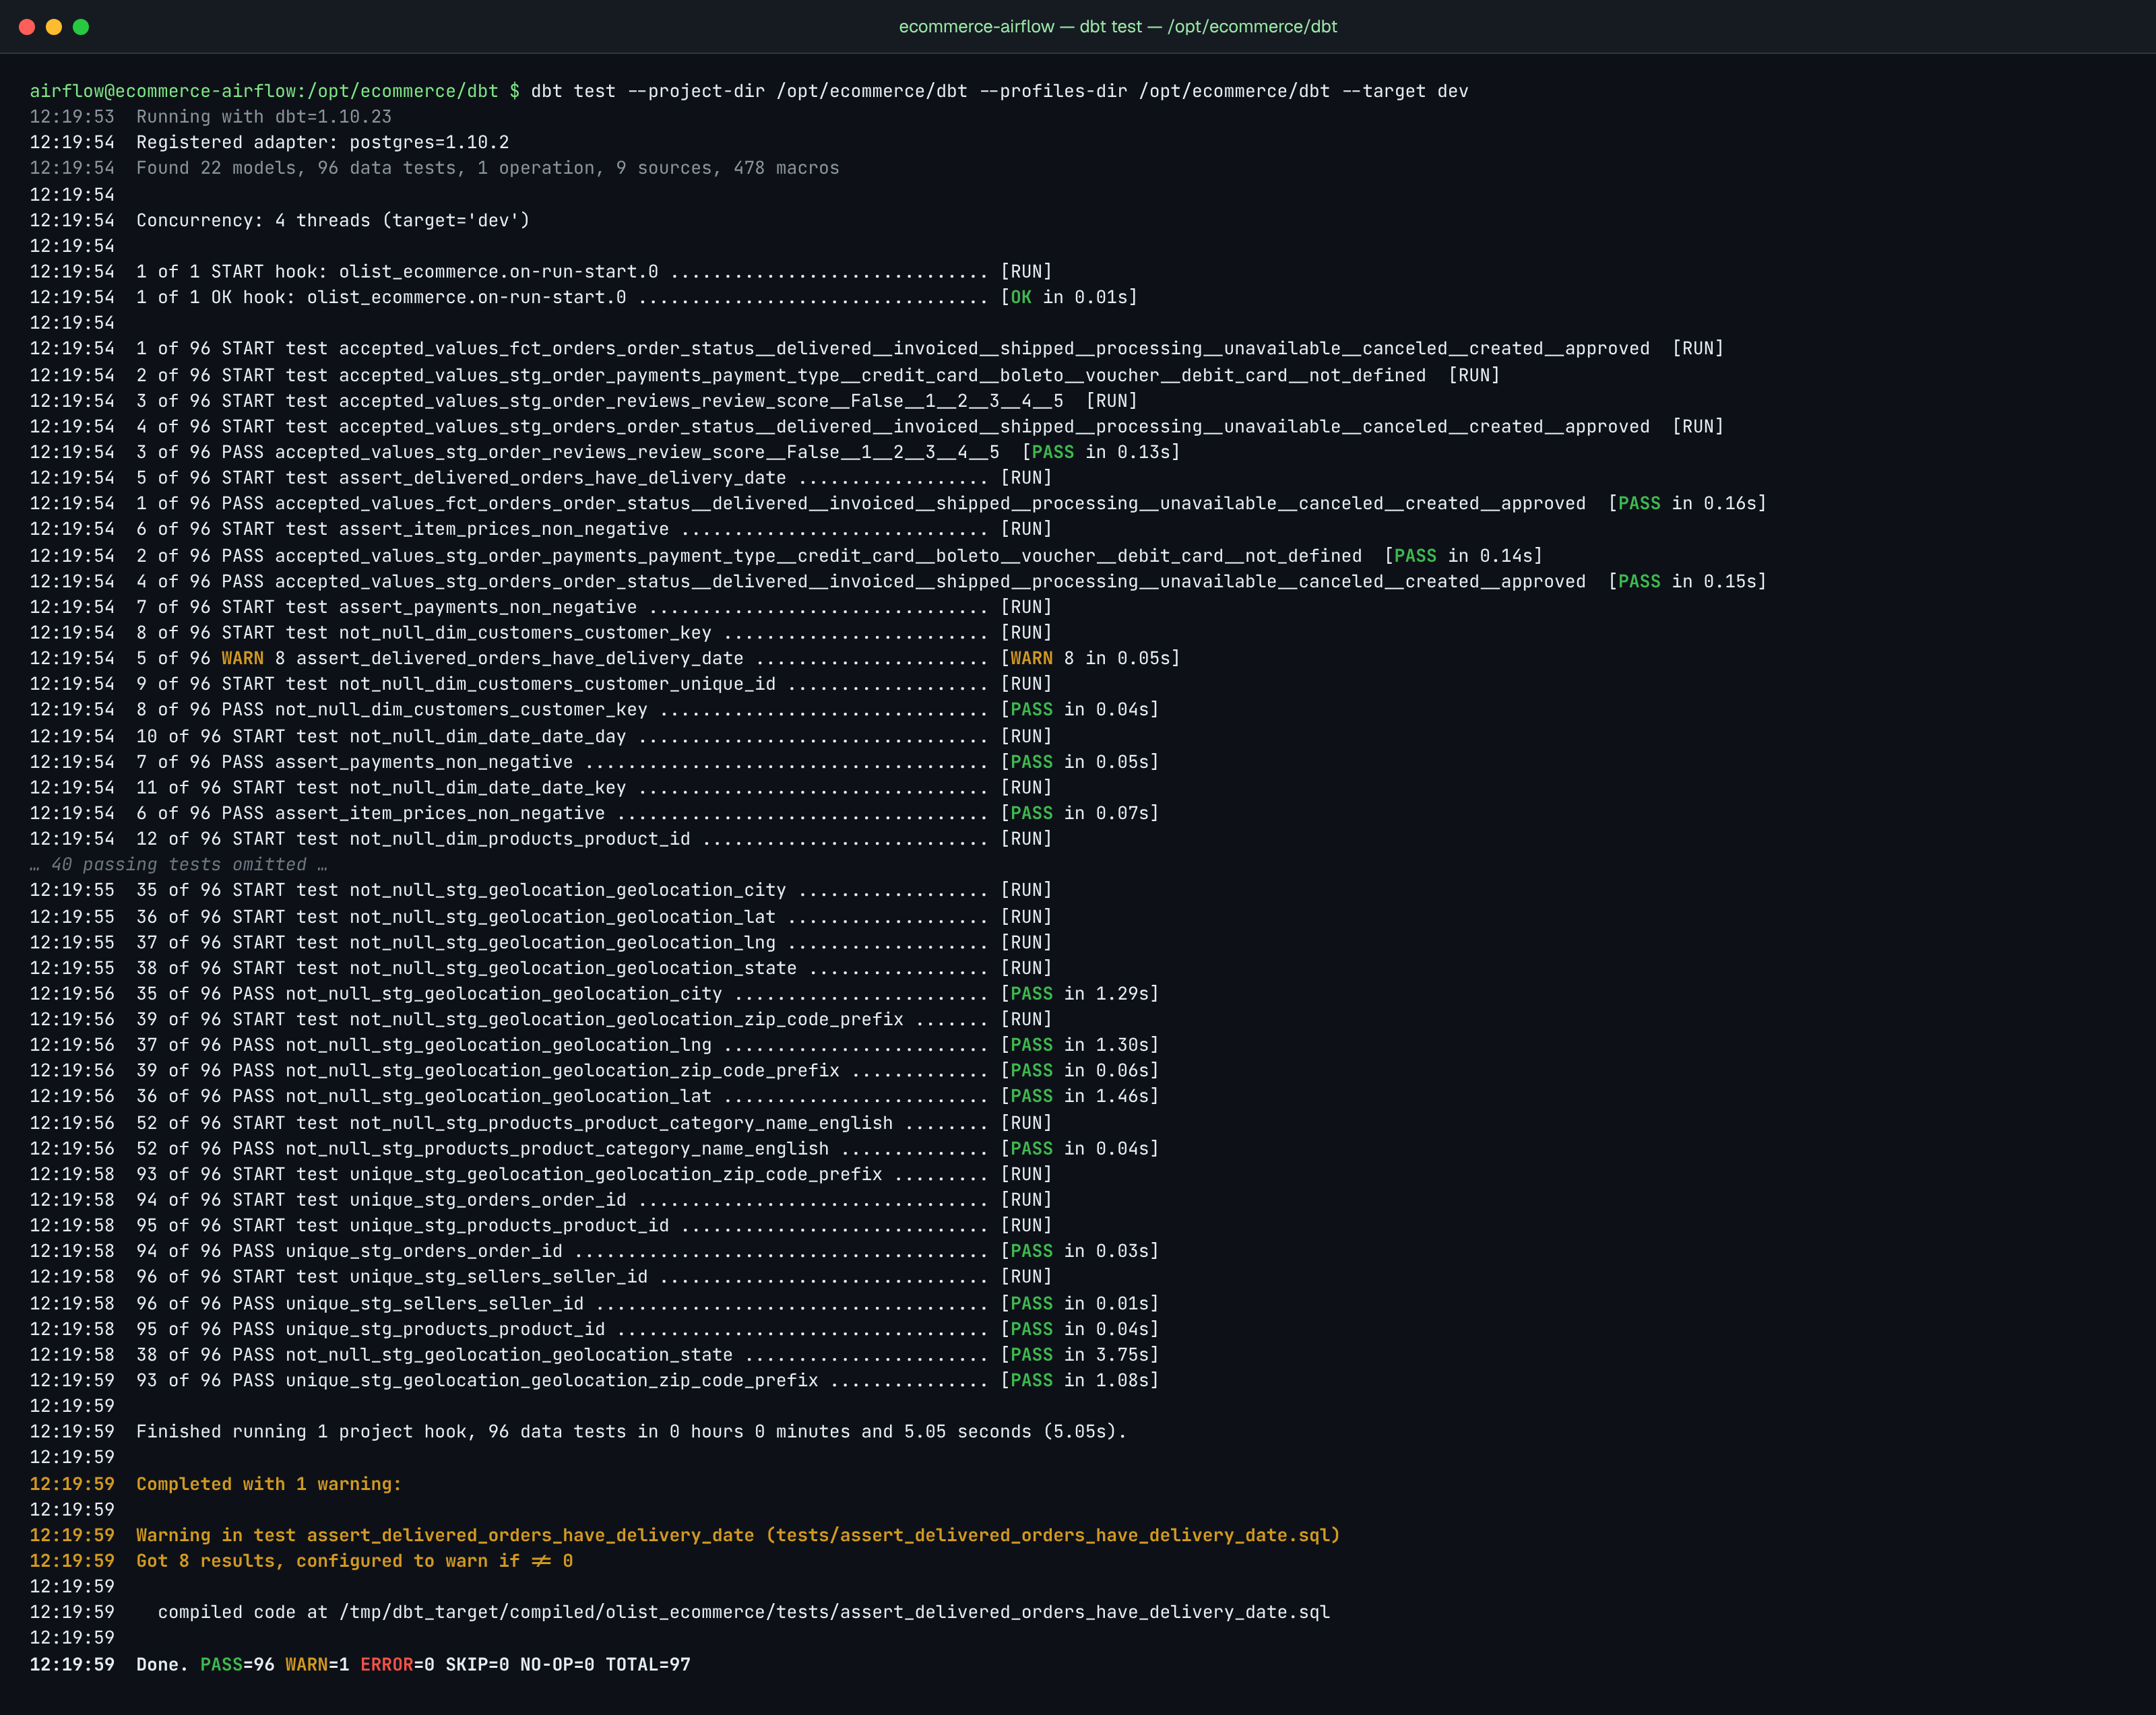 ecommerce-airflow — dbt test — /opt/ecommerce/dbt
airflow@ecommerce-airflow:/opt/ecommerce/dbt $ dbt test --project-dir /opt/ecommerce/dbt --profiles-dir /opt/ecommerce/dbt --target dev
12:19:53  Running with dbt=1.10.23
12:19:54  Registered adapter: postgres=1.10.2
12:19:54  Found 22 models, 96 data tests, 1 operation, 9 sources, 478 macros
12:19:54
12:19:54  Concurrency: 4 threads (target='dev')
12:19:54
12:19:54  1 of 1 START hook: olist_ecommerce.on-run-start.0 .............................. [RUN]
12:19:54  1 of 1 OK hook: olist_ecommerce.on-run-start.0 ................................. [OK in 0.01s]
12:19:54
12:19:54  1 of 96 START test accepted_values_fct_orders_order_status__delivered__invoiced__shipped__processing__unavailable__canceled__created__approved  [RUN]
12:19:54  2 of 96 START test accepted_values_stg_order_payments_payment_type__credit_card__boleto__voucher__debit_card__not_defined  [RUN]
12:19:54  3 of 96 START test accepted_values_stg_order_reviews_review_score__False__1__2__3__4__5  [RUN]
12:19:54  4 of 96 START test accepted_values_stg_orders_order_status__delivered__invoiced__shipped__processing__unavailable__canceled__created__approved  [RUN]
12:19:54  3 of 96 PASS accepted_values_stg_order_reviews_review_score__False__1__2__3__4__5  [PASS in 0.13s]
12:19:54  5 of 96 START test assert_delivered_orders_have_delivery_date .................. [RUN]
12:19:54  1 of 96 PASS accepted_values_fct_orders_order_status__delivered__invoiced__shipped__processing__unavailable__canceled__created__approved  [PASS in 0.16s]
12:19:54  6 of 96 START test assert_item_prices_non_negative ............................. [RUN]
12:19:54  2 of 96 PASS accepted_values_stg_order_payments_payment_type__credit_card__boleto__voucher__debit_card__not_defined  [PASS in 0.14s]
12:19:54  4 of 96 PASS accepted_values_stg_orders_order_status__delivered__invoiced__shipped__processing__unavailable__canceled__created__approved  [PASS in 0.15s]
12:19:54  7 of 96 START test assert_payments_non_negative ................................ [RUN]
12:19:54  8 of 96 START test not_null_dim_customers_customer_key ......................... [RUN]
12:19:54  5 of 96 WARN 8 assert_delivered_orders_have_delivery_date ...................... [WARN 8 in 0.05s]
12:19:54  9 of 96 START test not_null_dim_customers_customer_unique_id ................... [RUN]
12:19:54  8 of 96 PASS not_null_dim_customers_customer_key ............................... [PASS in 0.04s]
12:19:54  10 of 96 START test not_null_dim_date_date_day ................................. [RUN]
12:19:54  7 of 96 PASS assert_payments_non_negative ...................................... [PASS in 0.05s]
12:19:54  11 of 96 START test not_null_dim_date_date_key ................................. [RUN]
12:19:54  6 of 96 PASS assert_item_prices_non_negative ................................... [PASS in 0.07s]
12:19:54  12 of 96 START test not_null_dim_products_product_id ........................... [RUN]
… 40 passing tests omitted …
12:19:55  35 of 96 START test not_null_stg_geolocation_geolocation_city .................. [RUN]
12:19:55  36 of 96 START test not_null_stg_geolocation_geolocation_lat ................... [RUN]
12:19:55  37 of 96 START test not_null_stg_geolocation_geolocation_lng ................... [RUN]
12:19:55  38 of 96 START test not_null_stg_geolocation_geolocation_state ................. [RUN]
12:19:56  35 of 96 PASS not_null_stg_geolocation_geolocation_city ........................ [PASS in 1.29s]
12:19:56  39 of 96 START test not_null_stg_geolocation_geolocation_zip_code_prefix ....... [RUN]
12:19:56  37 of 96 PASS not_null_stg_geolocation_geolocation_lng ......................... [PASS in 1.30s]
12:19:56  39 of 96 PASS not_null_stg_geolocation_geolocation_zip_code_prefix ............. [PASS in 0.06s]
12:19:56  36 of 96 PASS not_null_stg_geolocation_geolocation_lat ......................... [PASS in 1.46s]
12:19:56  52 of 96 START test not_null_stg_products_product_category_name_english ........ [RUN]
12:19:56  52 of 96 PASS not_null_stg_products_product_category_name_english .............. [PASS in 0.04s]
12:19:58  93 of 96 START test unique_stg_geolocation_geolocation_zip_code_prefix ......... [RUN]
12:19:58  94 of 96 START test unique_stg_orders_order_id ................................. [RUN]
12:19:58  95 of 96 START test unique_stg_products_product_id ............................. [RUN]
12:19:58  94 of 96 PASS unique_stg_orders_order_id ....................................... [PASS in 0.03s]
12:19:58  96 of 96 START test unique_stg_sellers_seller_id ............................... [RUN]
12:19:58  96 of 96 PASS unique_stg_sellers_seller_id ..................................... [PASS in 0.01s]
12:19:58  95 of 96 PASS unique_stg_products_product_id ................................... [PASS in 0.04s]
12:19:58  38 of 96 PASS not_null_stg_geolocation_geolocation_state ....................... [PASS in 3.75s]
12:19:59  93 of 96 PASS unique_stg_geolocation_geolocation_zip_code_prefix ............... [PASS in 1.08s]
12:19:59
12:19:59  Finished running 1 project hook, 96 data tests in 0 hours 0 minutes and 5.05 seconds (5.05s).
12:19:59
12:19:59  Completed with 1 warning:
12:19:59
12:19:59  Warning in test assert_delivered_orders_have_delivery_date (tests/assert_delivered_orders_have_delivery_date.sql)
12:19:59  Got 8 results, configured to warn if != 0
12:19:59
12:19:59    compiled code at /tmp/dbt_target/compiled/olist_ecommerce/tests/assert_delivered_orders_have_delivery_date.sql
12:19:59
12:19:59  Done. PASS=96 WARN=1 ERROR=0 SKIP=0 NO-OP=0 TOTAL=97